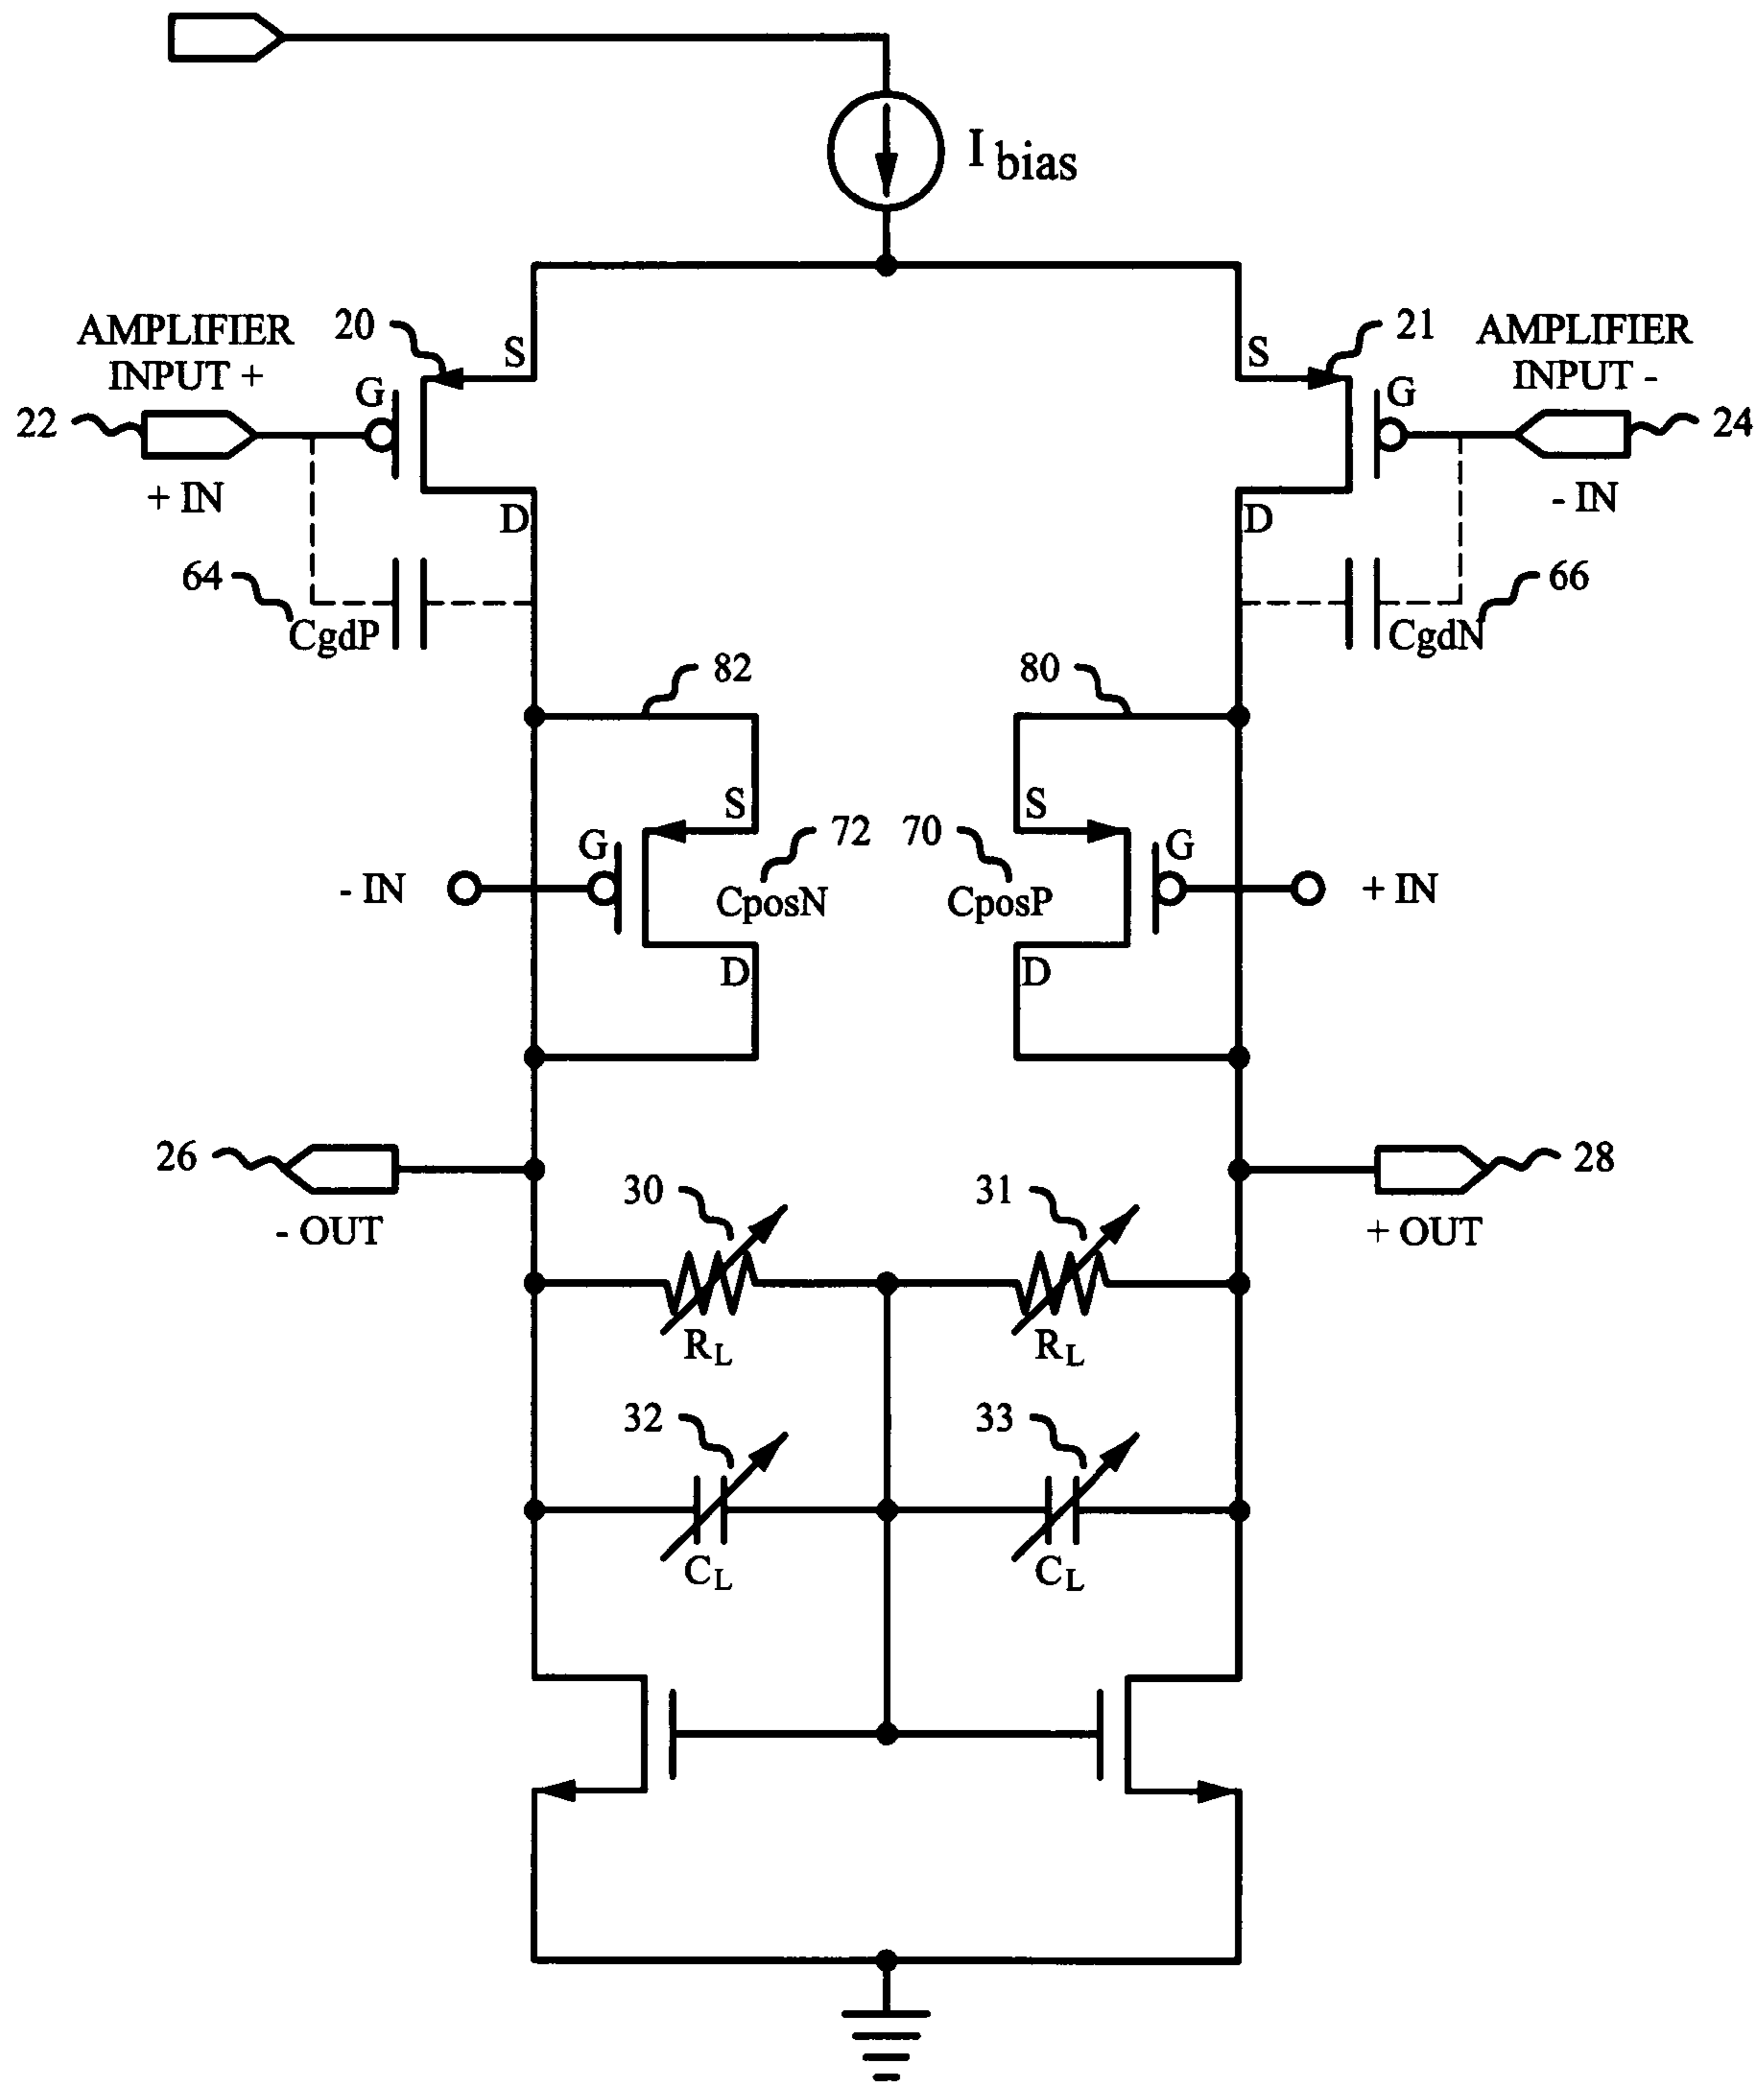 I bias
20
S
AMPLIFIER
INPUT +
G
22
+ IN
D
64
CgdP
21
S
AMPLIFIER
INPUT -
G
24
- IN
D
66
CgdN
82
80
S
G
72
- IN
CposN
D
S
70
G
CposP
+ IN
D
26
- OUT
28
+ OUT
30
RL
31
RL
32
CL
33
CL